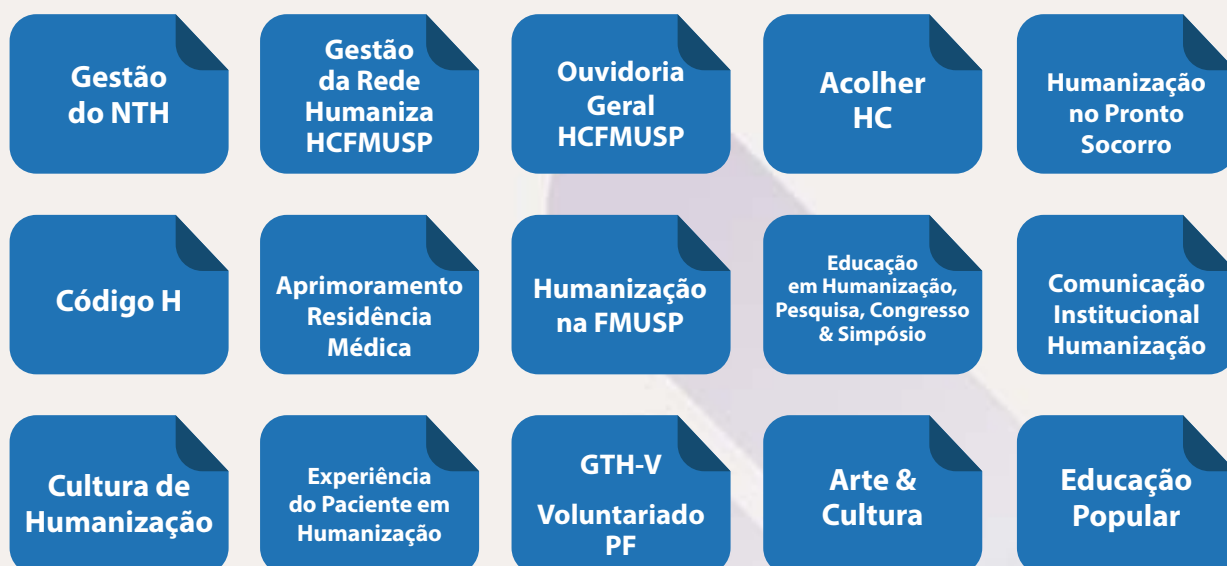 Gestão
do NTH
Gestão
da Rede
Humaniza
HCFMUSP
Ouvidoria
Geral
HCFMUSP
Acolher
HC
Humanização
no Pronto
Socorro
Código H
Aprimoramento
Residência
Médica
Humanização
na FMUSP
Educação
em Humanização,
Pesquisa, Congresso
& Simpósio
Comunicação
Institucional
Humanização
Cultura de
Humanização
Experiência
do Paciente em
Humanização
GTH-V
Voluntariado
PF
Arte &
Cultura
Educação
Popular